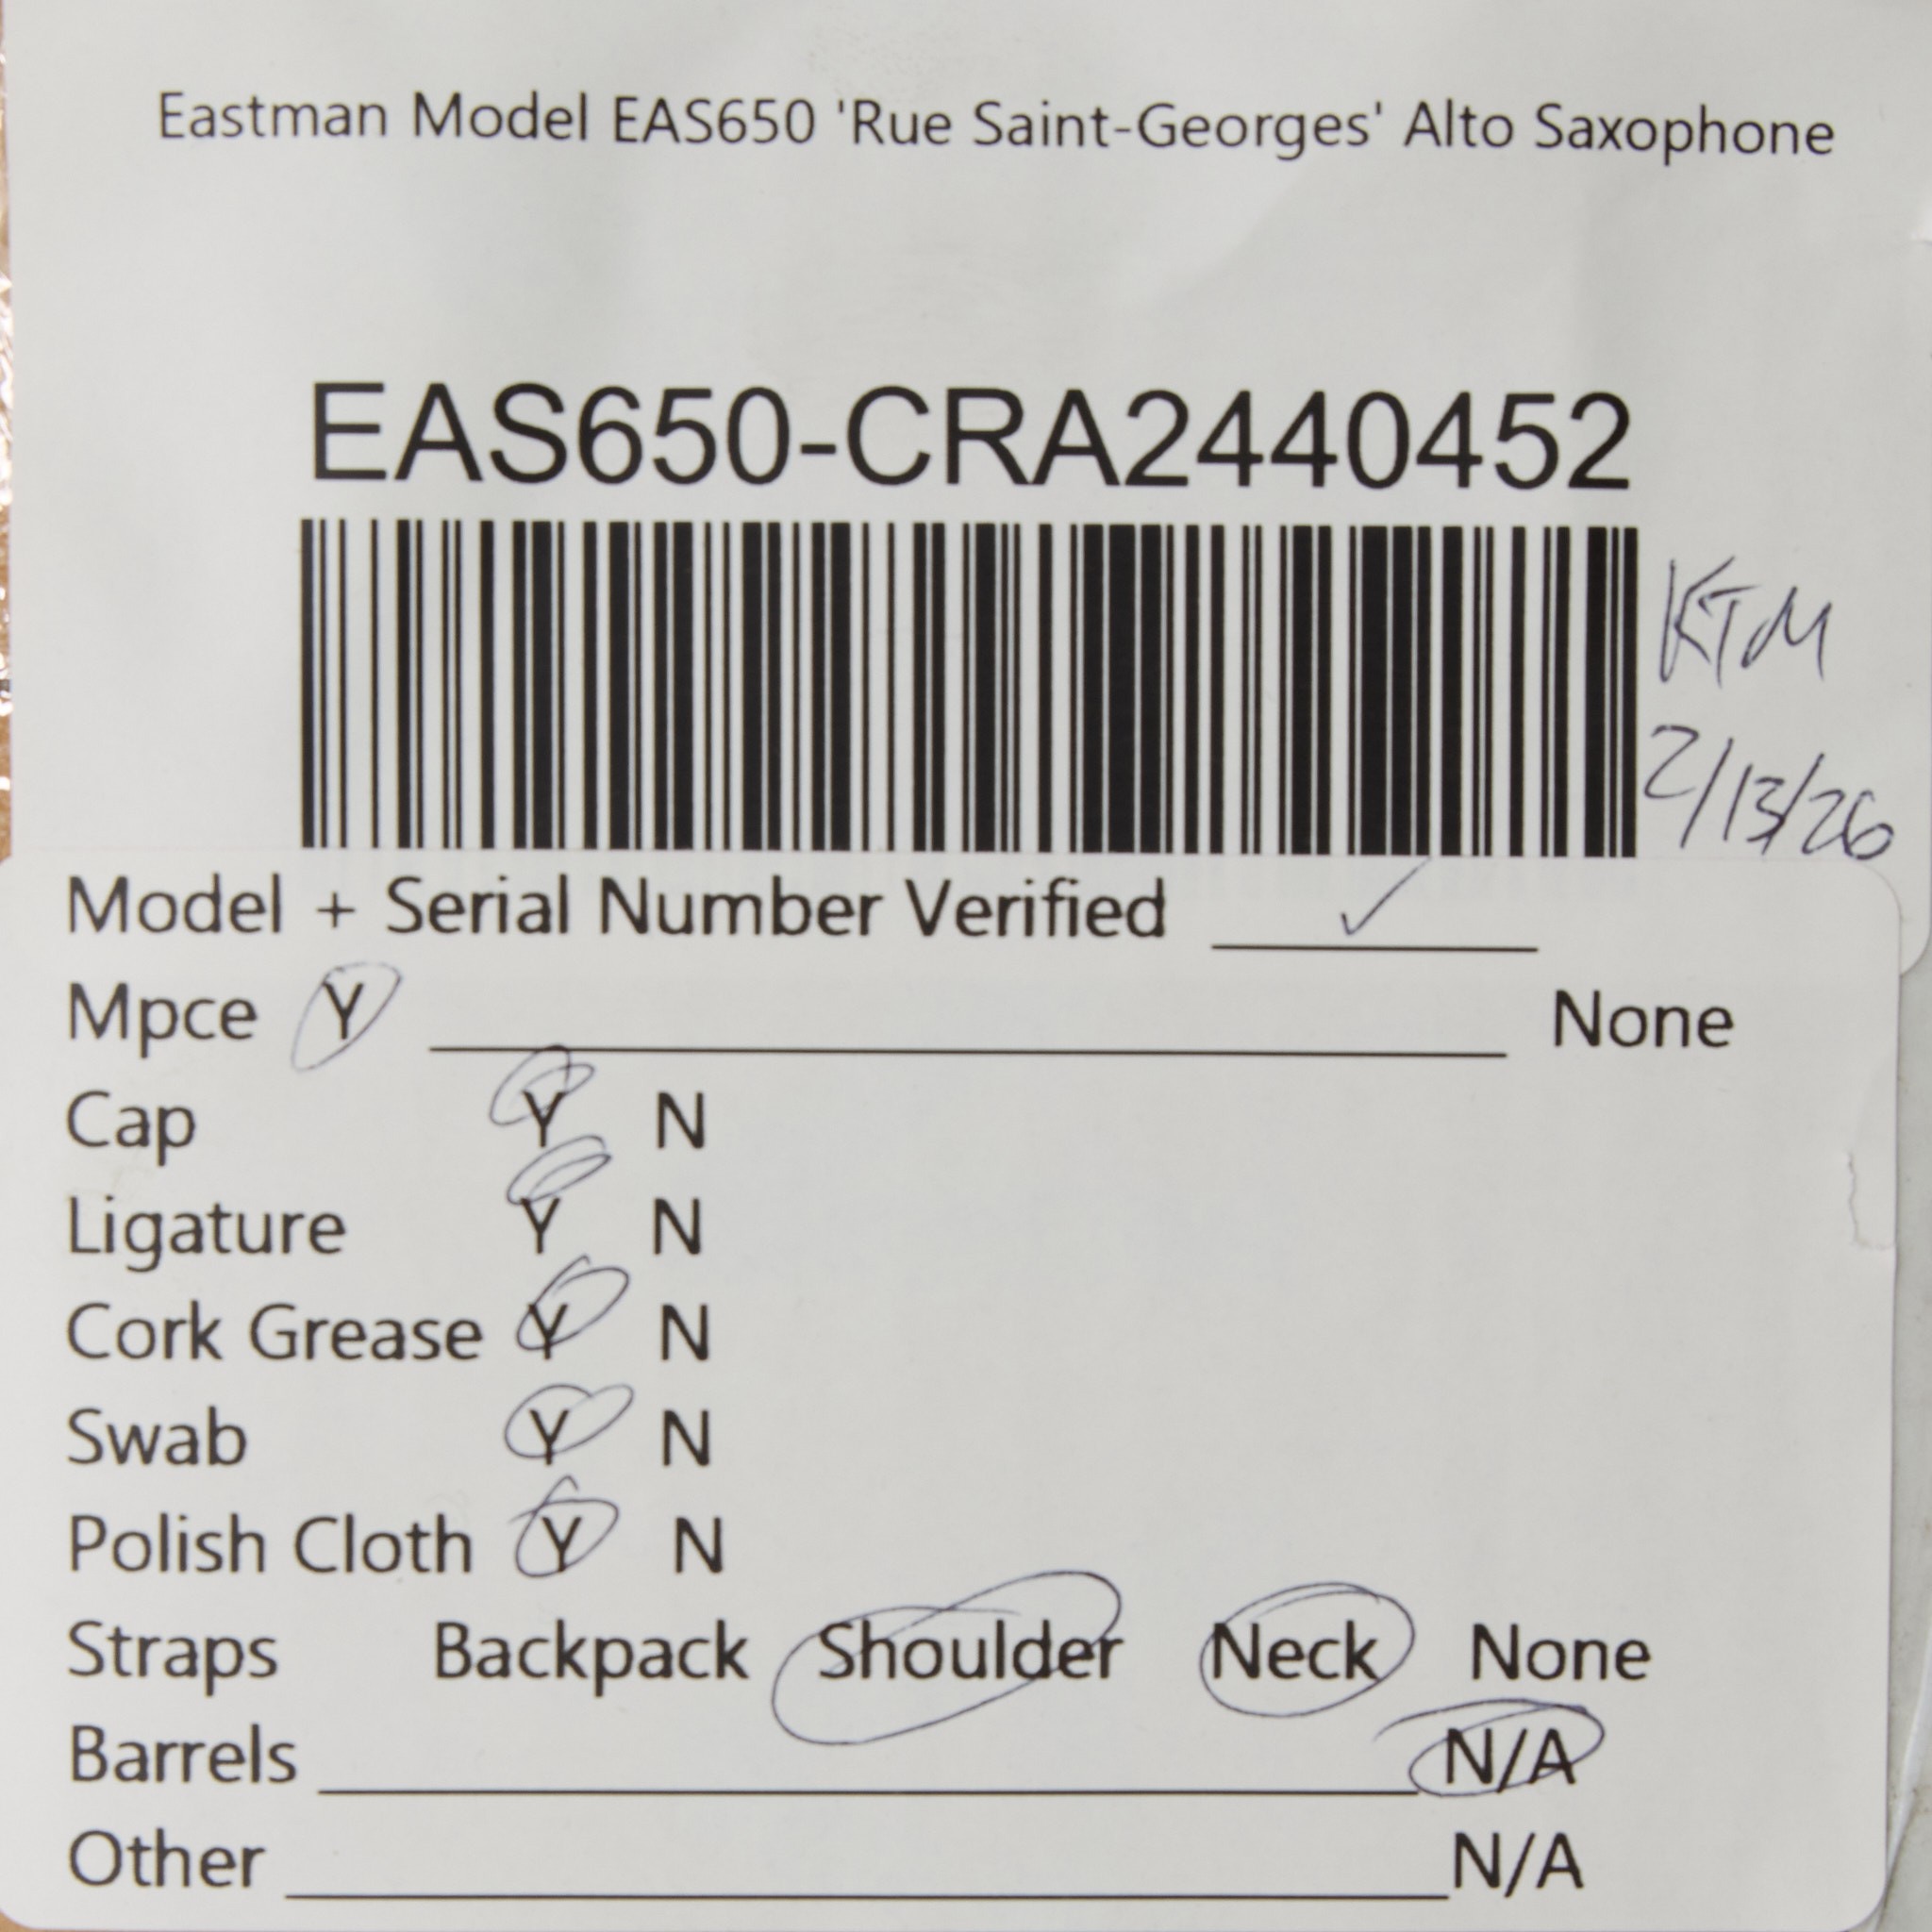 Eastman Model EAS650 'Rue Saint-Georges' Alto Saxophone
EAS650-CRA2440452
KTM
2/13/26
Model + Serial Number Verified ✓
Mpce Y None
Cap Y N
Ligature Y N
Cork Grease Y N
Swab Y N
Polish Cloth Y N
Straps Backpack Shoulder Neck None
Barrels N/A
Other N/A